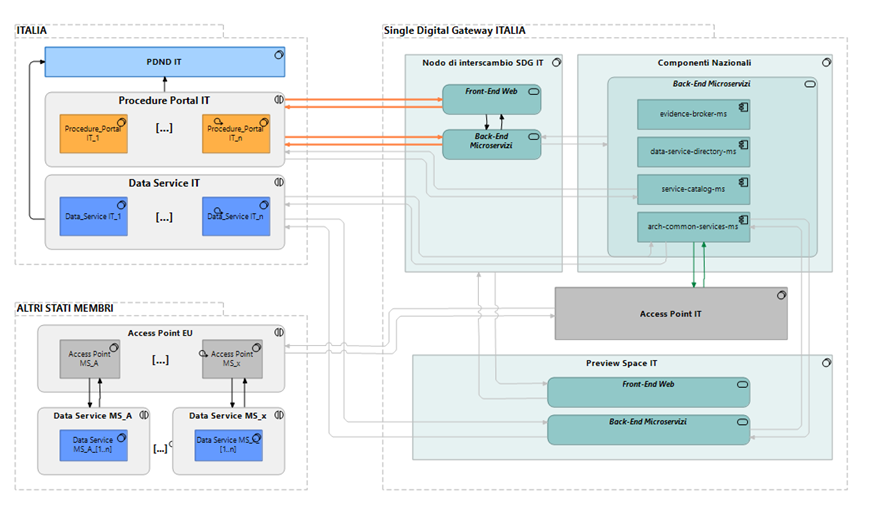 ITALIA
PDND IT
Procedure Portal IT
Procedure_Portal
IT_1
[...]
Procedure_Portal
IT_n
Data Service IT
Data_Service IT_1
[...]
Data_Service IT_n
ALTRI STATI MEMBRI
Access Point EU
Access Point
MS_A
[...]
Access Point
MS_x
Data Service MS_A
Data Service
MS_A_[1..n]
[...]
Data Service MS_x
Data Service MS_x_
[1..n]
Single Digital Gateway ITALIA
Nodo di interscambio SDG IT
Front-End Web
Back-End
Microservizi
Componenti Nazionali
Back-End Microservizi
evidence-broker-ms
data-service-directory-ms
service-catalog-ms
arch-common-services-ms
Access Point IT
Preview Space IT
Front-End Web
Back-End Microservizi